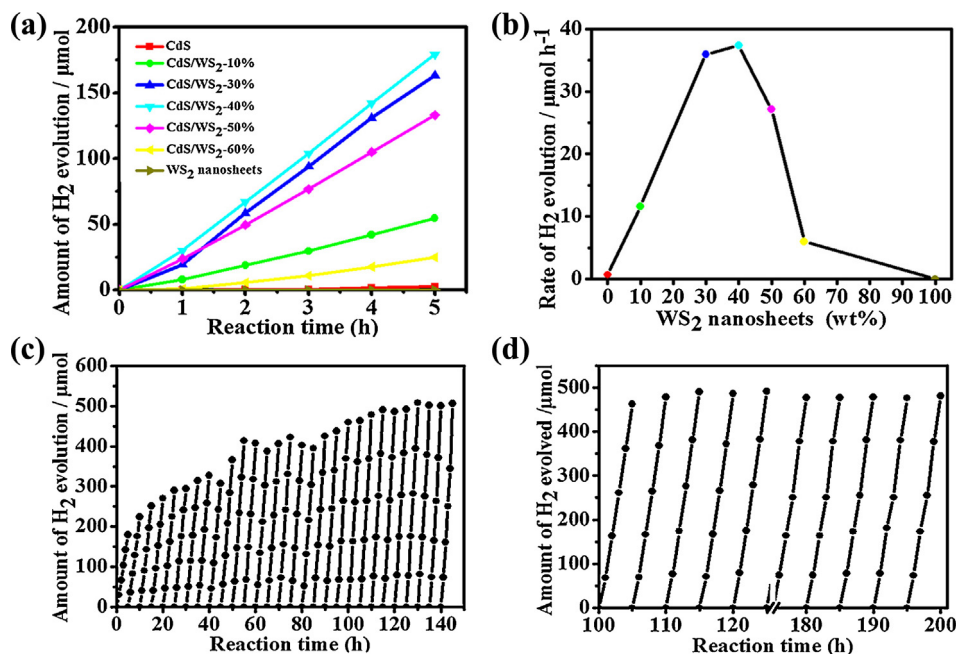 (a)
Amount of H2 evolution / μmol
200
150
100
50
0
CdS
CdS/WS2-10%
CdS/WS2-30%
CdS/WS2-40%
CdS/WS2-50%
CdS/WS2-60%
WS2 nanosheets
0 1 2 3 4 5
Reaction time (h)
(b)
Rate of H2 evolution / μmol h-1
40
30
20
10
0
0 10 20 30 40 50 60 70 80 90 100
WS2 nanosheets (wt%)
(c)
Amount of H2 evolution / μmol
600
500
400
300
200
100
0
0 20 40 60 80 100 120 140
Reaction time (h)
(d)
Amount of H2 evolved /μmol
500
400
300
200
100
0
100 110 120 180 190 200
Reaction time (h)